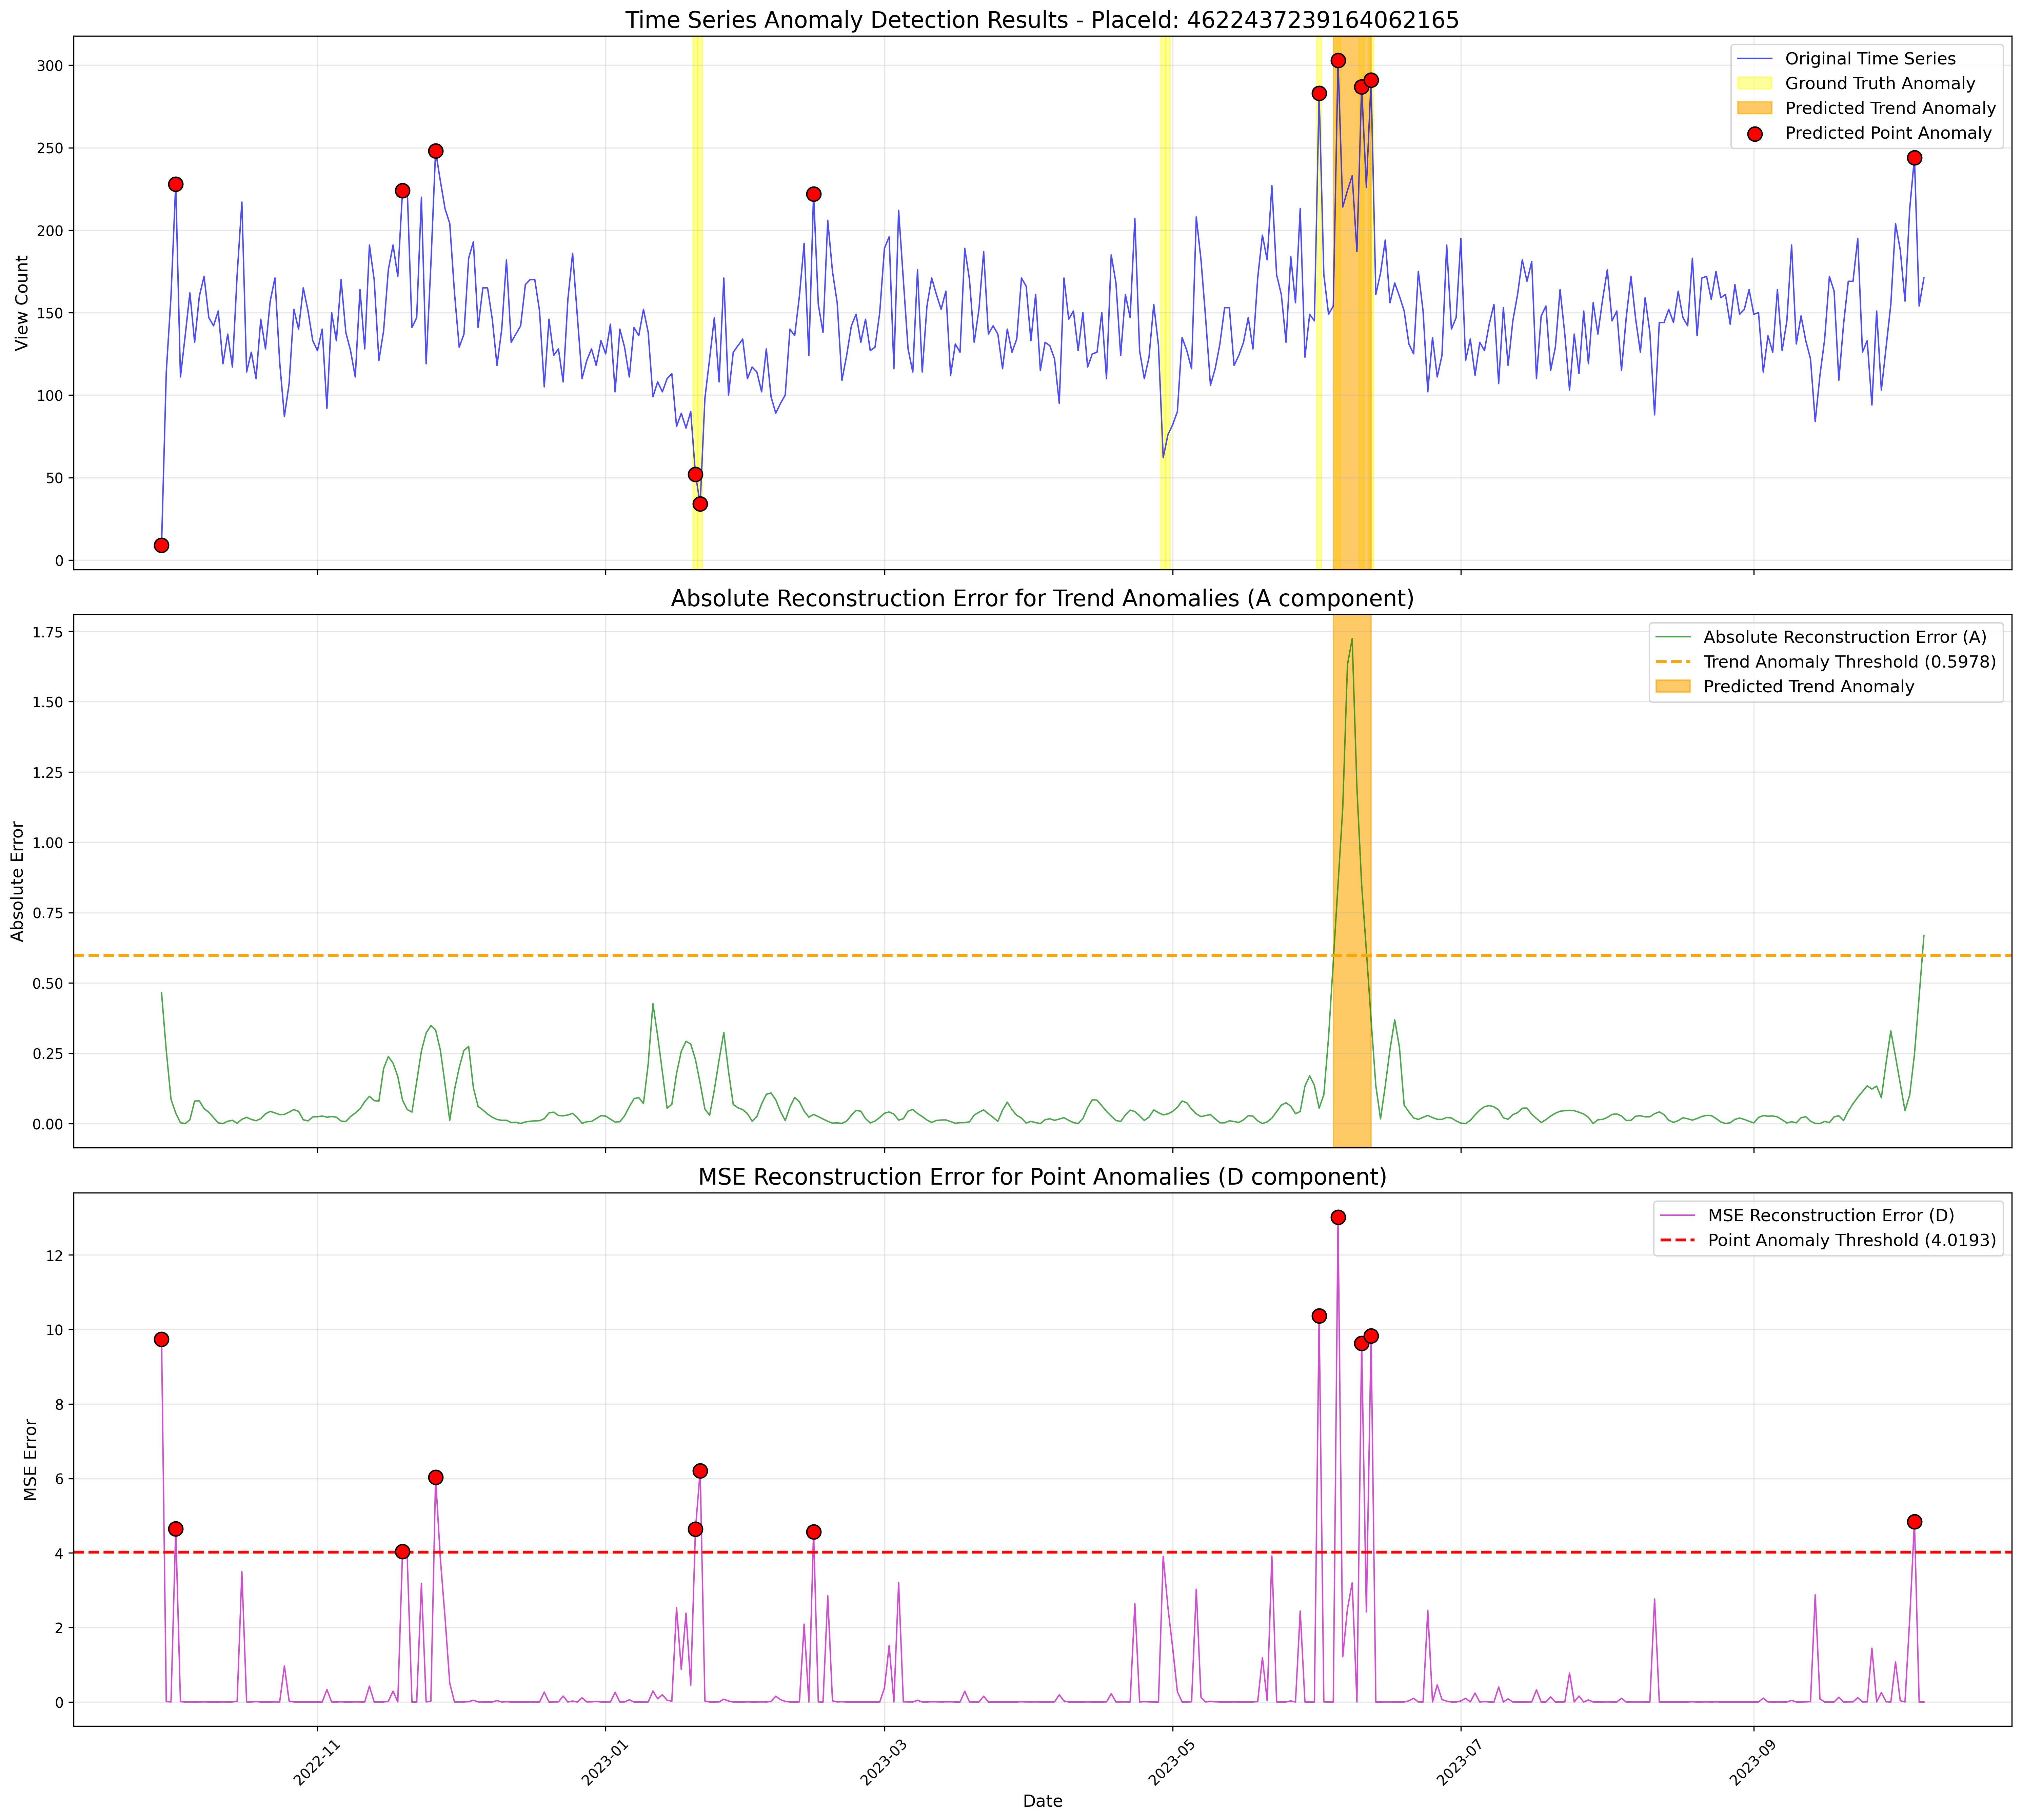 Time Series Anomaly Detection Results - PlaceId: 4622437239164062165
View Count
300
250
200
150
100
50
0
Original Time Series
Ground Truth Anomaly
Predicted Trend Anomaly
Predicted Point Anomaly
Absolute Reconstruction Error for Trend Anomalies (A component)
Absolute Error
1.75
1.50
1.25
1.00
0.75
0.50
0.25
0.00
Absolute Reconstruction Error (A)
Trend Anomaly Threshold (0.5978)
Predicted Trend Anomaly
MSE Reconstruction Error for Point Anomalies (D component)
MSE Error
12
10
8
6
4
2
0
MSE Reconstruction Error (D)
Point Anomaly Threshold (4.0193)
2022-11
2023-01
2023-03
2023-05
2023-07
2023-09
Date